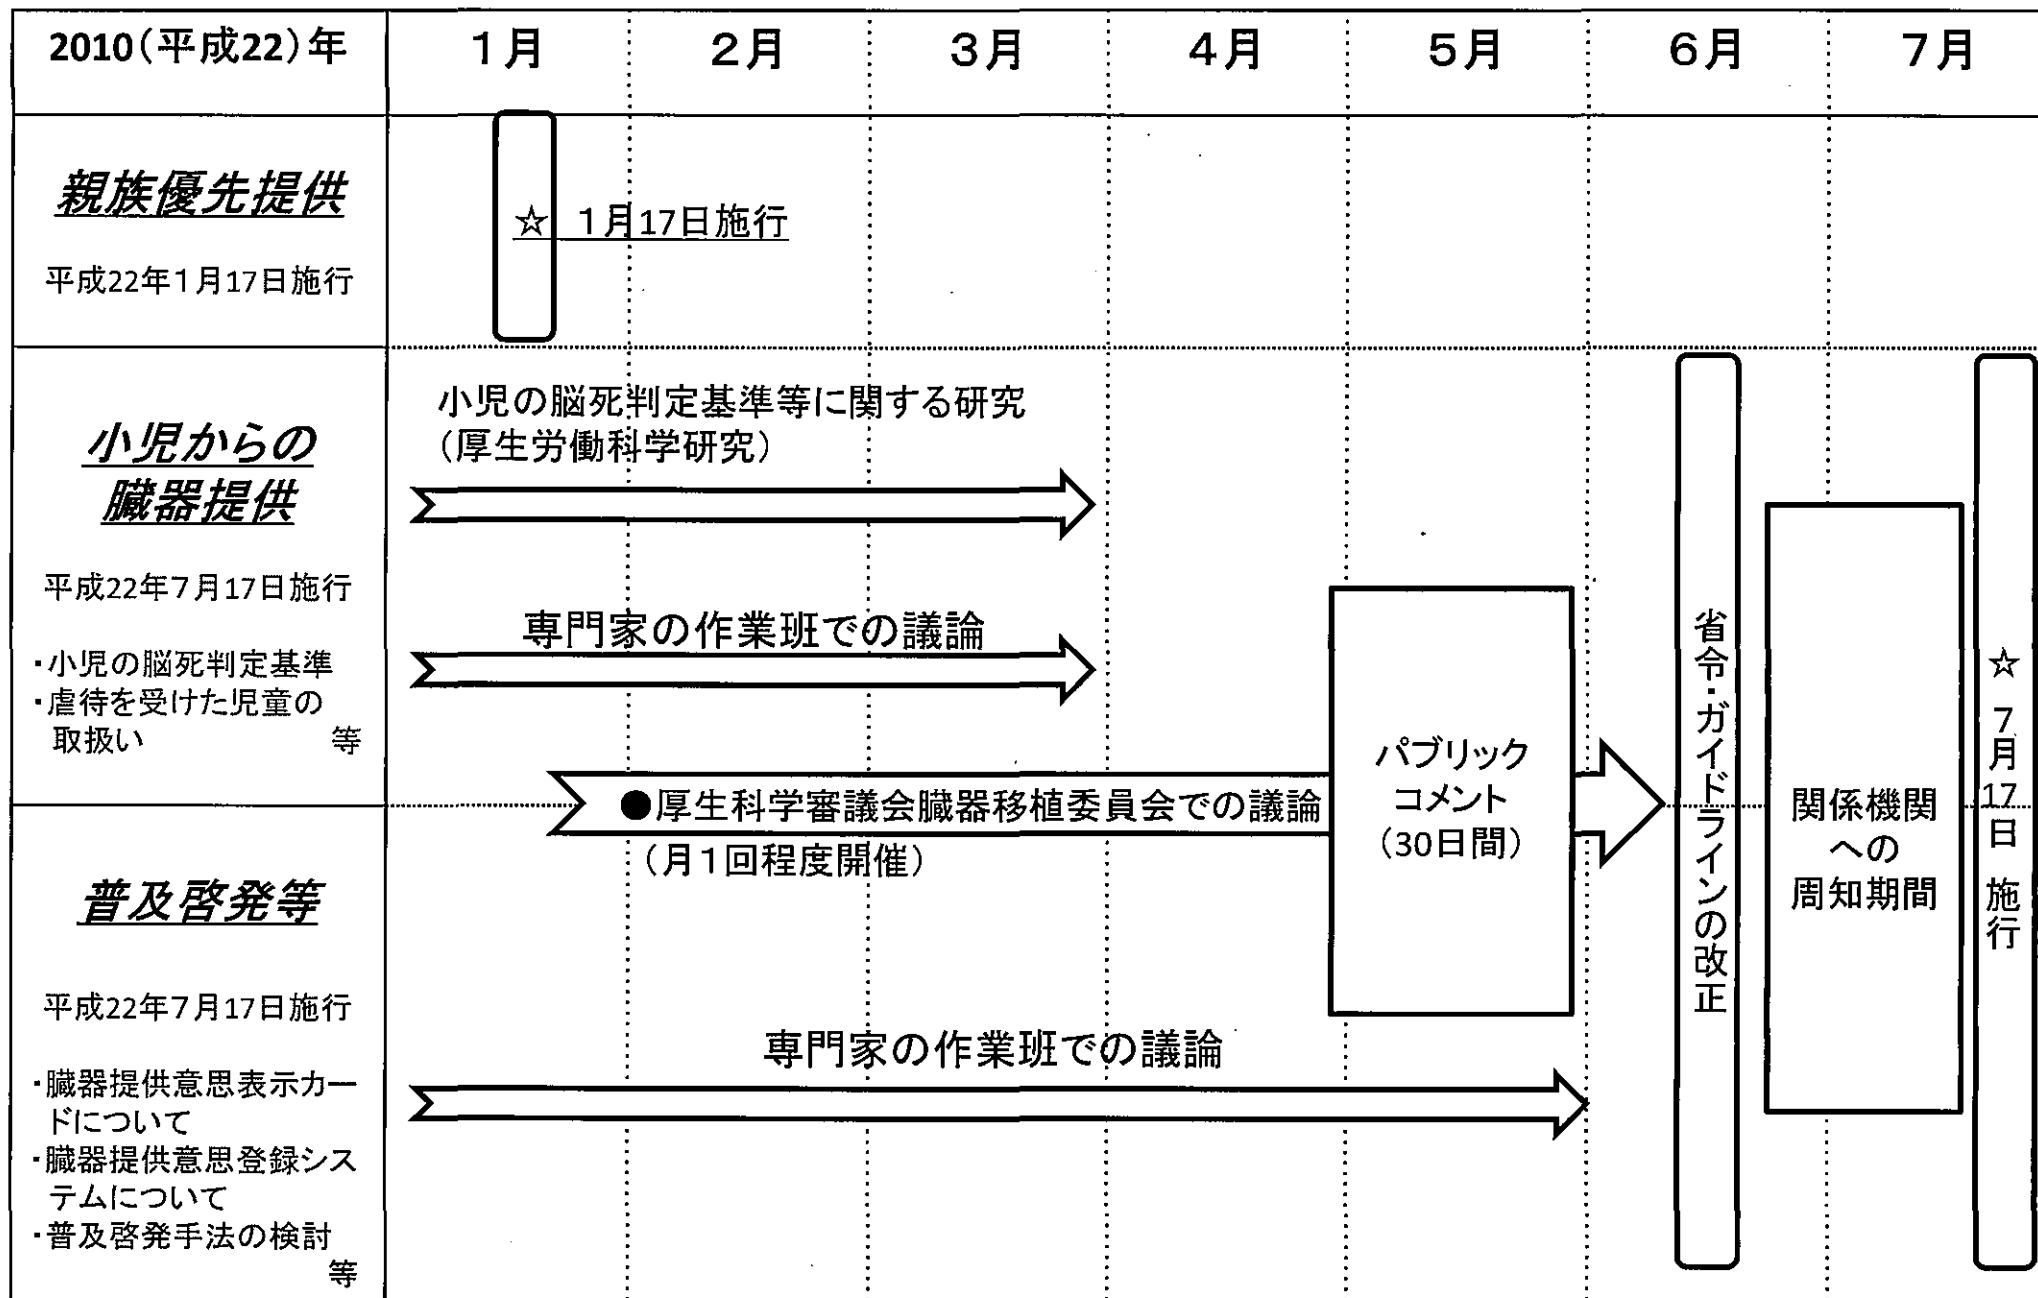 2010（平成22）年
1月
2月
3月
4月
5月
6月
7月
親族優先提供
平成22年1月17日施行
☆ 1月17日施行
小児からの
臓器提供
平成22年7月17日施行
・小児の脳死判定基準
・虐待を受けた児童の
取扱い 等
小児の脳死判定基準等に関する研究
（厚生労働科学研究）
専門家の作業班での議論
●厚生科学審議会臓器移植委員会での議論
（月1回程度開催）
パブリック
コメント
（30日間）
省令・ガイドラインの改正
関係機関
への
周知期間
☆ 7月17日 施行
普及啓発等
平成22年7月17日施行
・臓器提供意思表示カー
ドについて
・臓器提供意思登録シス
テムについて
・普及啓発手法の検討
等
専門家の作業班での議論